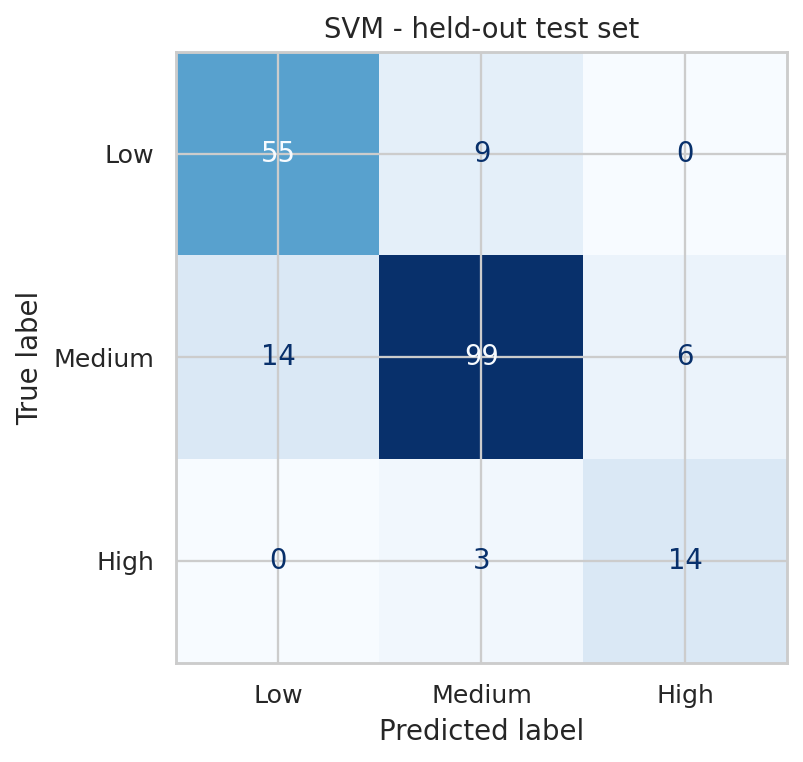 SVM - held-out test set
True label
Low 55 9 0
Medium 14 99 6
High 0 3 14
Low Medium High
Predicted label